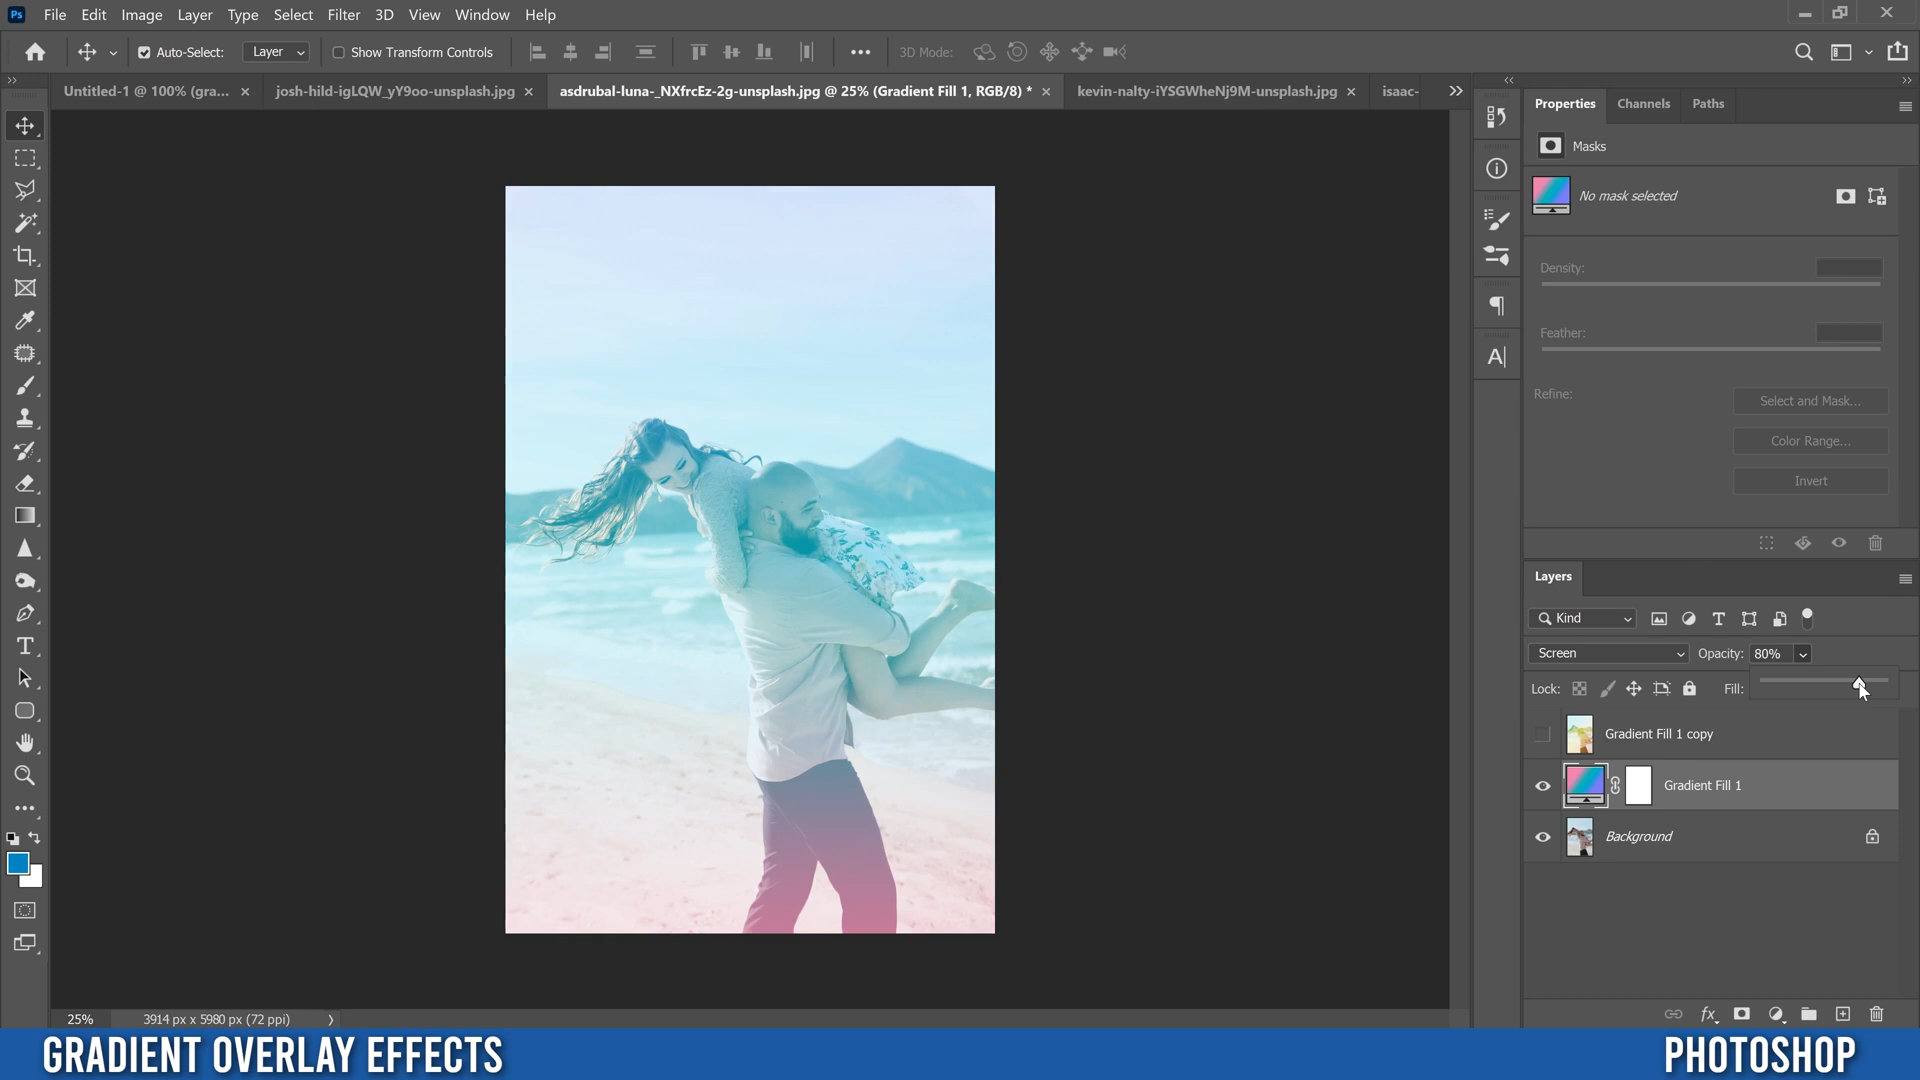 Ps File Edit Image Layer Type Select Filter 3D View Window Help
Auto-Select: Layer Show Transform Controls 3D Mode:
Untitled-1 @ 100% (gra... × josh-hild-igLQW_yY9oo-unsplash.jpg × asdrubal-luna-_NXfrcEz-2g-unsplash.jpg @ 25% (Gradient Fill 1, RGB/8) * × kevin-nalty-iYSGWheNj9M-unsplash.jpg × isaac-
Properties Channels Paths
Masks
No mask selected
Density:
Feather:
Refine: Select and Mask...
Color Range...
Invert
Layers
Kind
Screen Opacity: 80%
Lock: Fill:
Gradient Fill 1 copy
Gradient Fill 1
Background
25% 3914 px x 5980 px (72 ppi)
GRADIENT OVERLAY EFFECTS PHOTOSHOP